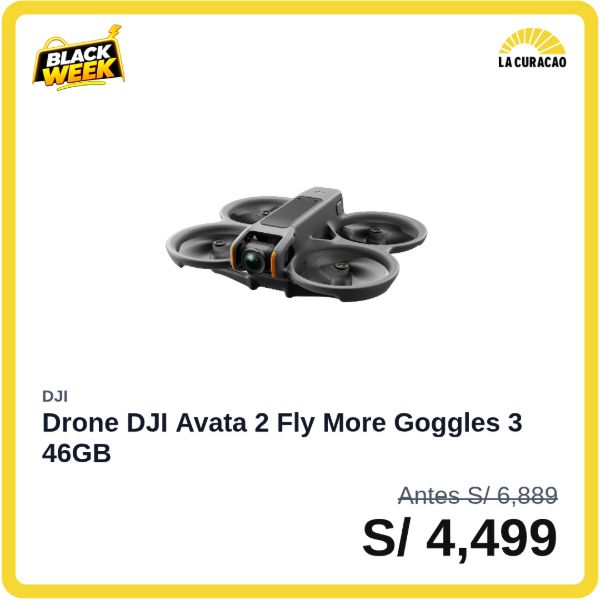 BLACK
WEEK
LA CURACAO
DJI
Drone DJI Avata 2 Fly More Goggles 3
46GB
Antes S/ 6,889
S/ 4,499